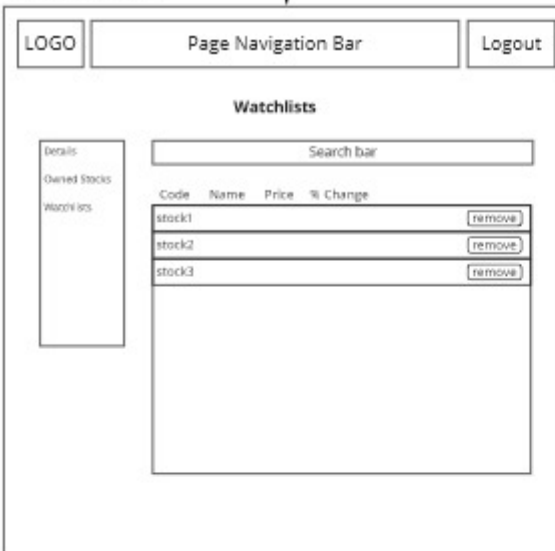 LOGO
Page Navigation Bar
Logout
Watchlists
Details
Owned Stocks
Watchlists
Search bar
Code Name Price % Change
stock1 remove
stock2 remove
stock3 remove